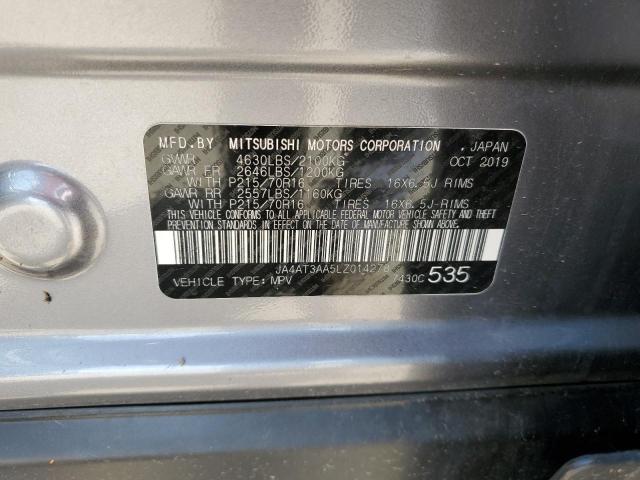 MFD.BY MITSUBISHI MOTORS CORPORATION , JAPAN
GVWR 4630LBS/2100KG OCT 2019
GAWR FR 2646LBS/1200KG
WITH P215/70R16 TIRES 16X6.5J RIMS
GAWR RR 2557LBS/1160KG
WITH P215/70R16 TIRES 16X6.5J-RIMS
THIS VEHICLE CONFORMS TO ALL APPLICABLE FEDERAL MOTOR VEHICLE SAFETY AND THEFT
PREVENTION STANDARDS IN EFFECT ON THE DATE OF MANUFACTURE SHOWN ABOVE.
JA4AT3AA5LZ014278
VEHICLE TYPE: MPV 7430C 535